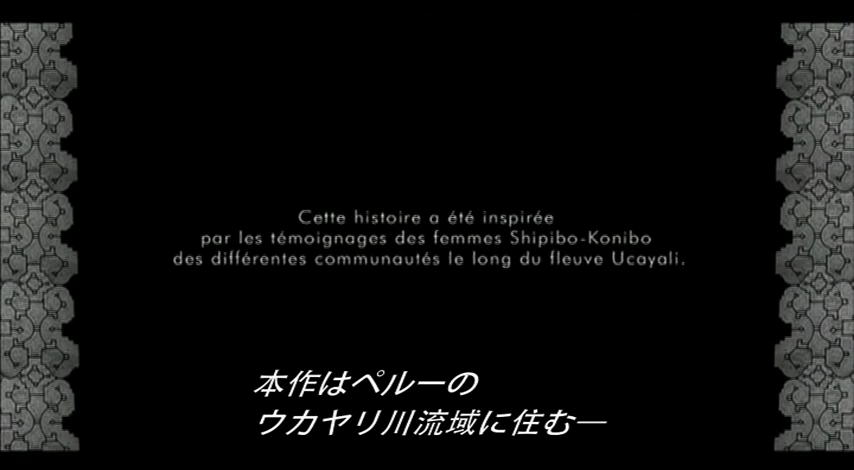 Cette histoire a été inspirée
par les témoignages des femmes Shipibo-Konibo
des différentes communautés le long du fleuve Ucayali.
本作はペルーの
ウカヤリ川流域に住む―